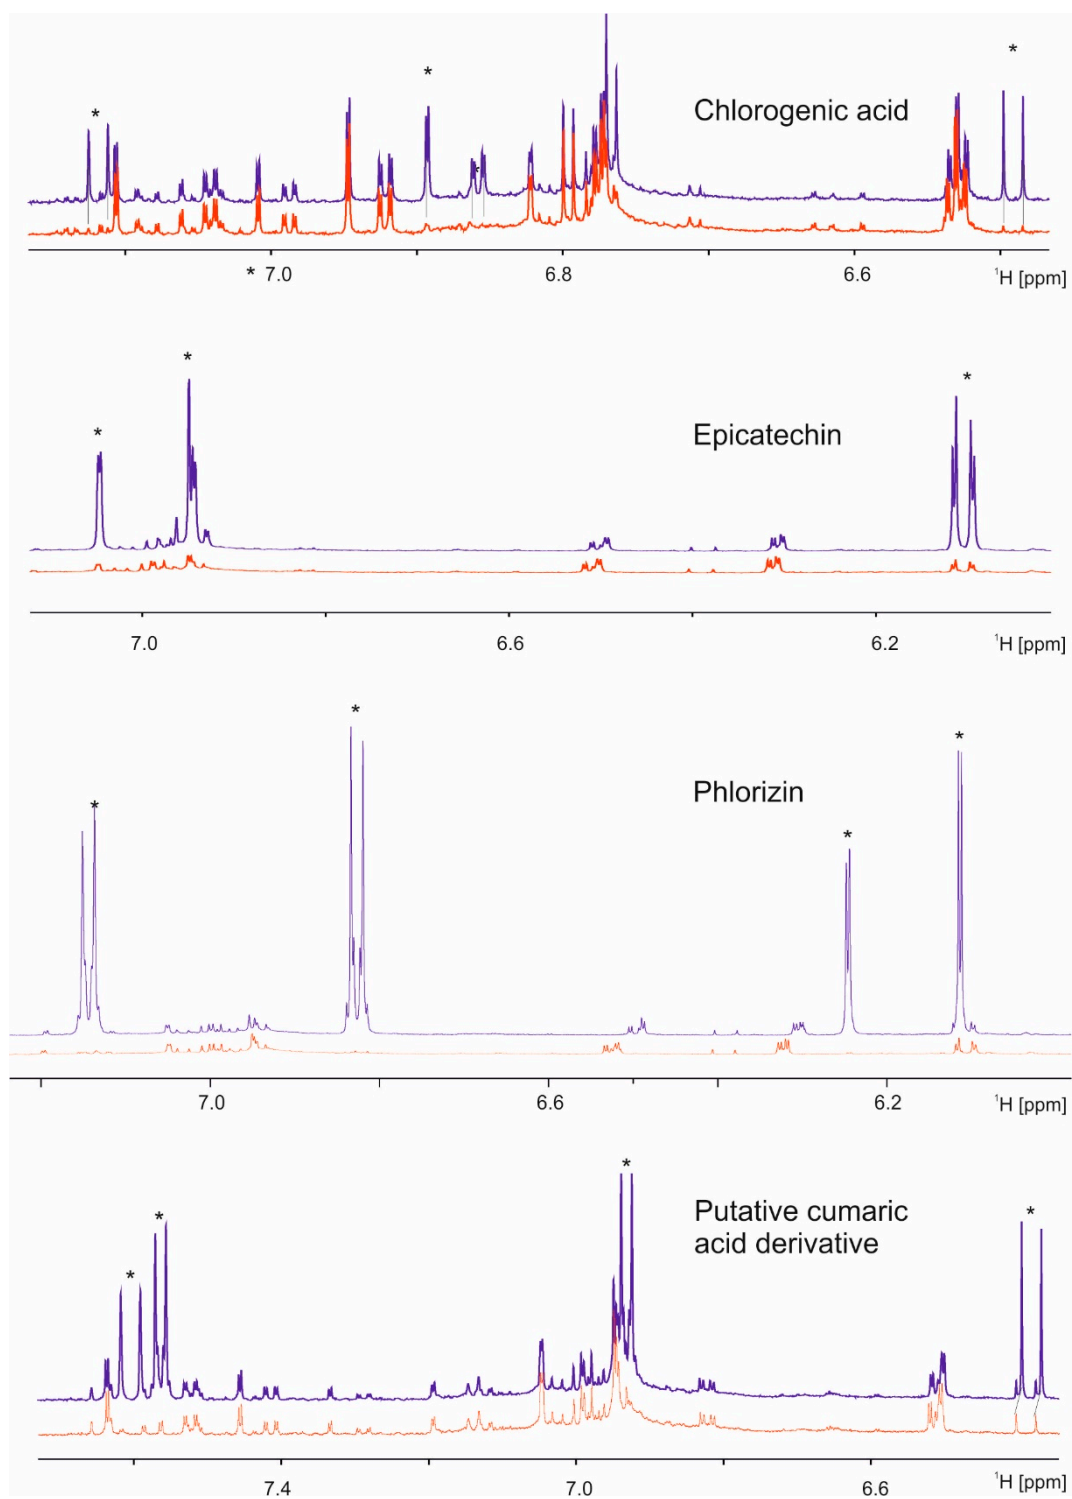 * * *
Chlorogenic acid
* 7.0 6.8 6.6 ¹H [ppm]
* * *
Epicatechin
7.0 6.6 6.2 ¹H [ppm]
* * * * *
Phlorizin
7.0 6.6 6.2 ¹H [ppm]
* * * *
Putative cumaric
acid derivative
7.4 7.0 6.6 ¹H [ppm]